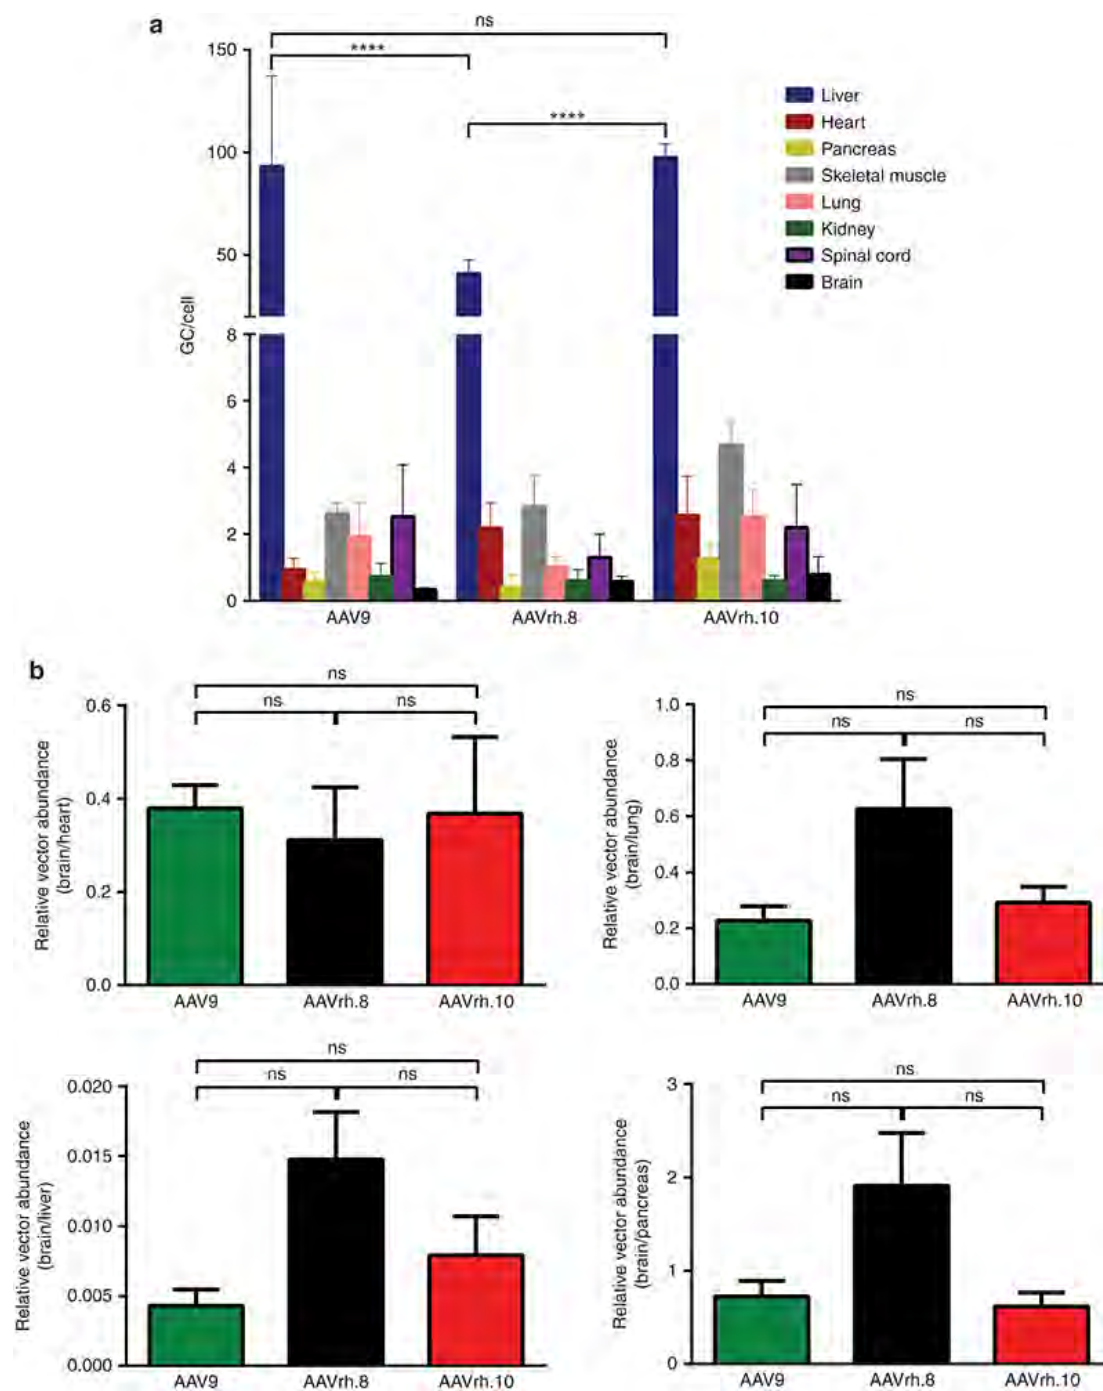 a
ns
****
****
150
100
50
8
6
4
2
0
GC/cell
Liver
Heart
Pancreas
Skeletal muscle
Lung
Kidney
Spinal cord
Brain
AAV9 AAVrh.8 AAVrh.10
b
ns
ns ns
0.6
0.4
0.2
0.0
Relative vector abundance
(brain/heart)
AAV9 AAVrh.8 AAVrh.10
ns
ns ns
1.0
0.8
0.6
0.4
0.2
0.0
Relative vector abundance
(brain/lung)
AAV9 AAVrh.8 AAVrh.10
ns
ns ns
0.020
0.015
0.010
0.005
0.000
Relative vector abundance
(brain/liver)
AAV9 AAVrh.8 AAVrh.10
ns
ns ns
3
2
1
0
Relative vector abundance
(brain/pancreas)
AAV9 AAVrh.8 AAVrh.10